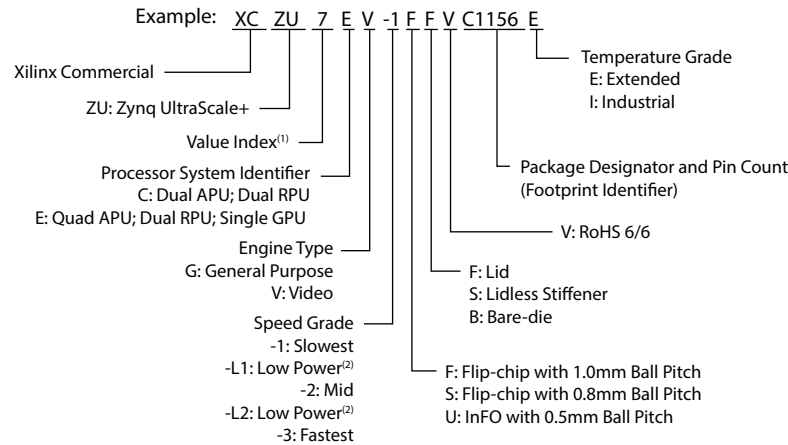 Example: XC ZU 7 E V -1 F F V C1156 E
Xilinx Commercial
ZU: Zynq UltraScale+
Value Index(1)
Processor System Identifier
C: Dual APU; Dual RPU
E: Quad APU; Dual RPU; Single GPU
Engine Type
G: General Purpose
V: Video
Speed Grade
-1: Slowest
-L1: Low Power(2)
-2: Mid
-L2: Low Power(2)
-3: Fastest
Temperature Grade
E: Extended
I: Industrial
Package Designator and Pin Count
(Footprint Identifier)
V: RoHS 6/6
F: Lid
S: Lidless Stiffener
B: Bare-die
F: Flip-chip with 1.0mm Ball Pitch
S: Flip-chip with 0.8mm Ball Pitch
U: InFO with 0.5mm Ball Pitch